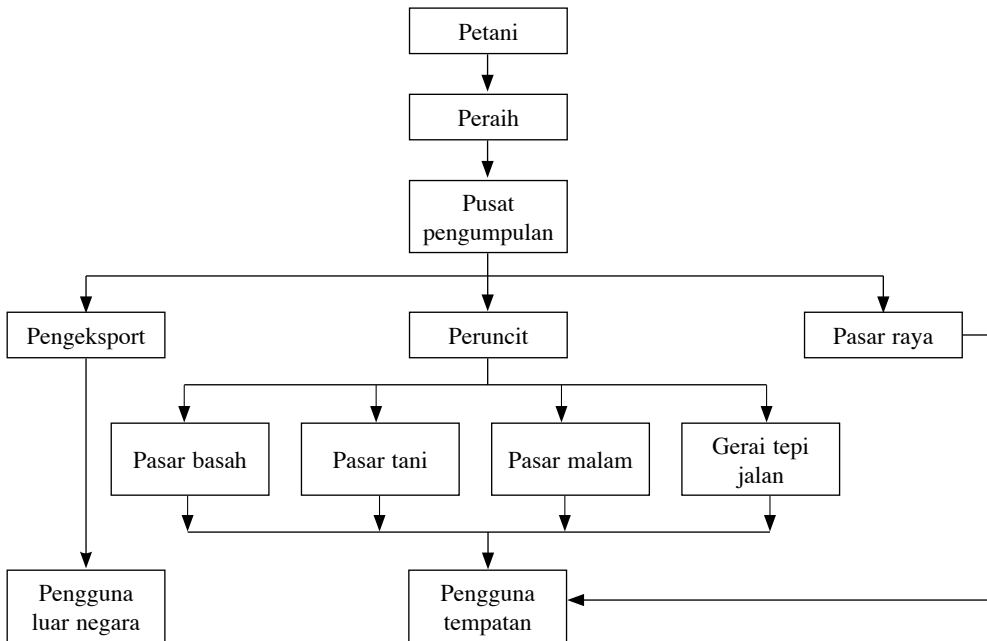 Petani
Peraih
Pusat
pengumpulan
Pengeksport
Peruncit
Pasar raya
Pasar basah
Pasar tani
Pasar malam
Gerai tepi
jalan
Pengguna
luar negara
Pengguna
tempatan